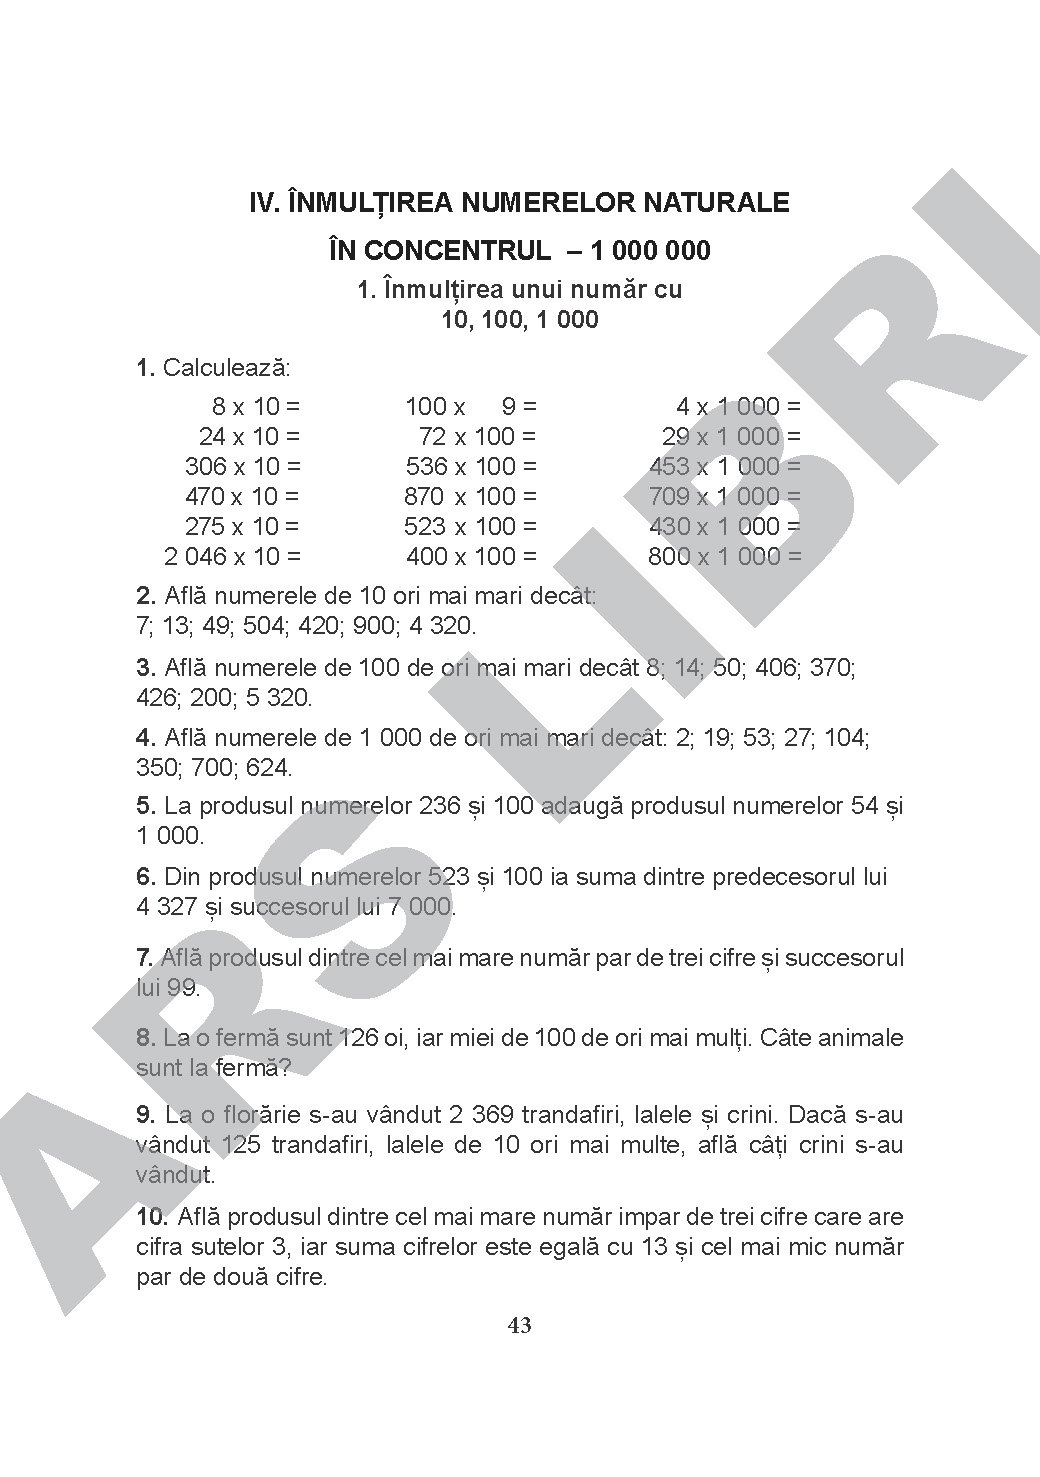 IV. ÎNMULȚIREA NUMERELOR NATURALE
ÎN CONCENTRUL – 1 000 000
1. Înmulțirea unui număr cu
10, 100, 1 000
1. Calculează:
8 x 10 = 100 x 9 = 4 x 1 000 =
24 x 10 = 72 x 100 = 29 x 1 000 =
306 x 10 = 536 x 100 = 453 x 1 000 =
470 x 10 = 870 x 100 = 709 x 1 000 =
275 x 10 = 523 x 100 = 430 x 1 000 =
2 046 x 10 = 400 x 100 = 800 x 1 000 =
2. Află numerele de 10 ori mai mari decât:
7; 13; 49; 504; 420; 900; 4 320.
3. Află numerele de 100 de ori mai mari decât 8; 14; 50; 406; 370;
426; 200; 5 320.
4. Află numerele de 1 000 de ori mai mari decât: 2; 19; 53; 27; 104;
350; 700; 624.
5. La produsul numerelor 236 și 100 adaugă produsul numerelor 54 și
1 000.
6. Din produsul numerelor 523 și 100 ia suma dintre predecesorul lui
4 327 și succesorul lui 7 000.
7. Află produsul dintre cel mai mare număr par de trei cifre și succesorul
lui 99.
8. La o fermă sunt 126 oi, iar miei de 100 de ori mai mulți. Câte animale
sunt la fermă?
9. La o florărie s-au vândut 2 369 trandafiri, lalele și crini. Dacă s-au
vândut 125 trandafiri, lalele de 10 ori mai multe, află câți crini s-au
vândut.
10. Află produsul dintre cel mai mare număr impar de trei cifre care are
cifra sutelor 3, iar suma cifrelor este egală cu 13 și cel mai mic număr
par de două cifre.
43
ARS LIBRI